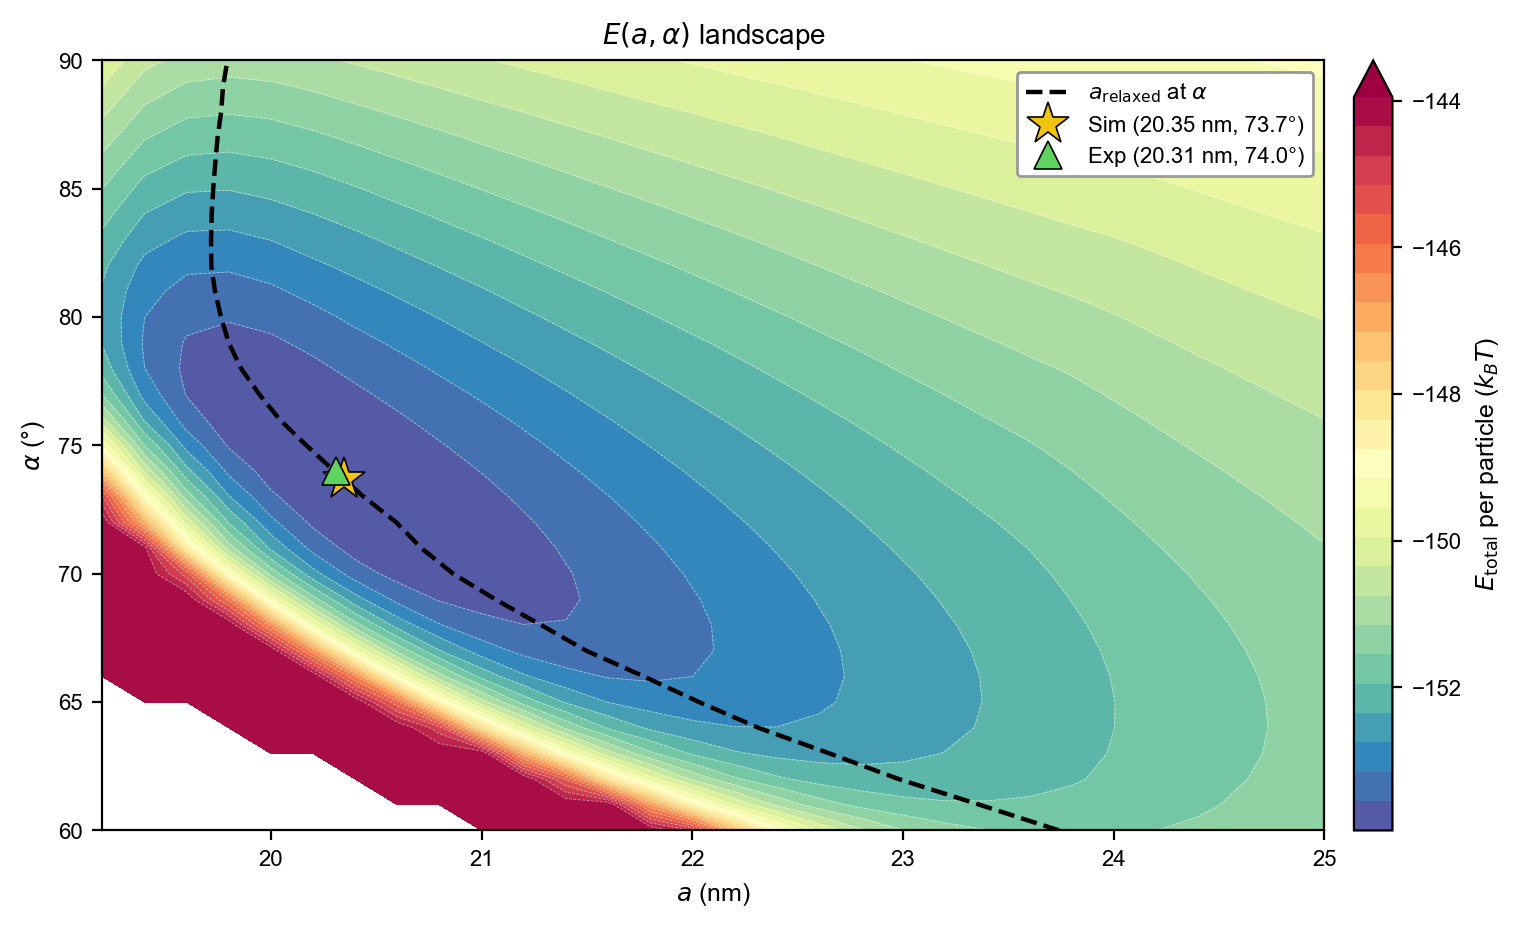 E(a, α) landscape
90
85
80
75
70
65
60
α (°)
20
21
22
23
24
25
a (nm)
a_relaxed at α
Sim (20.35 nm, 73.7°)
Exp (20.31 nm, 74.0°)
−144
−146
−148
−150
−152
E_total per particle (k_BT)